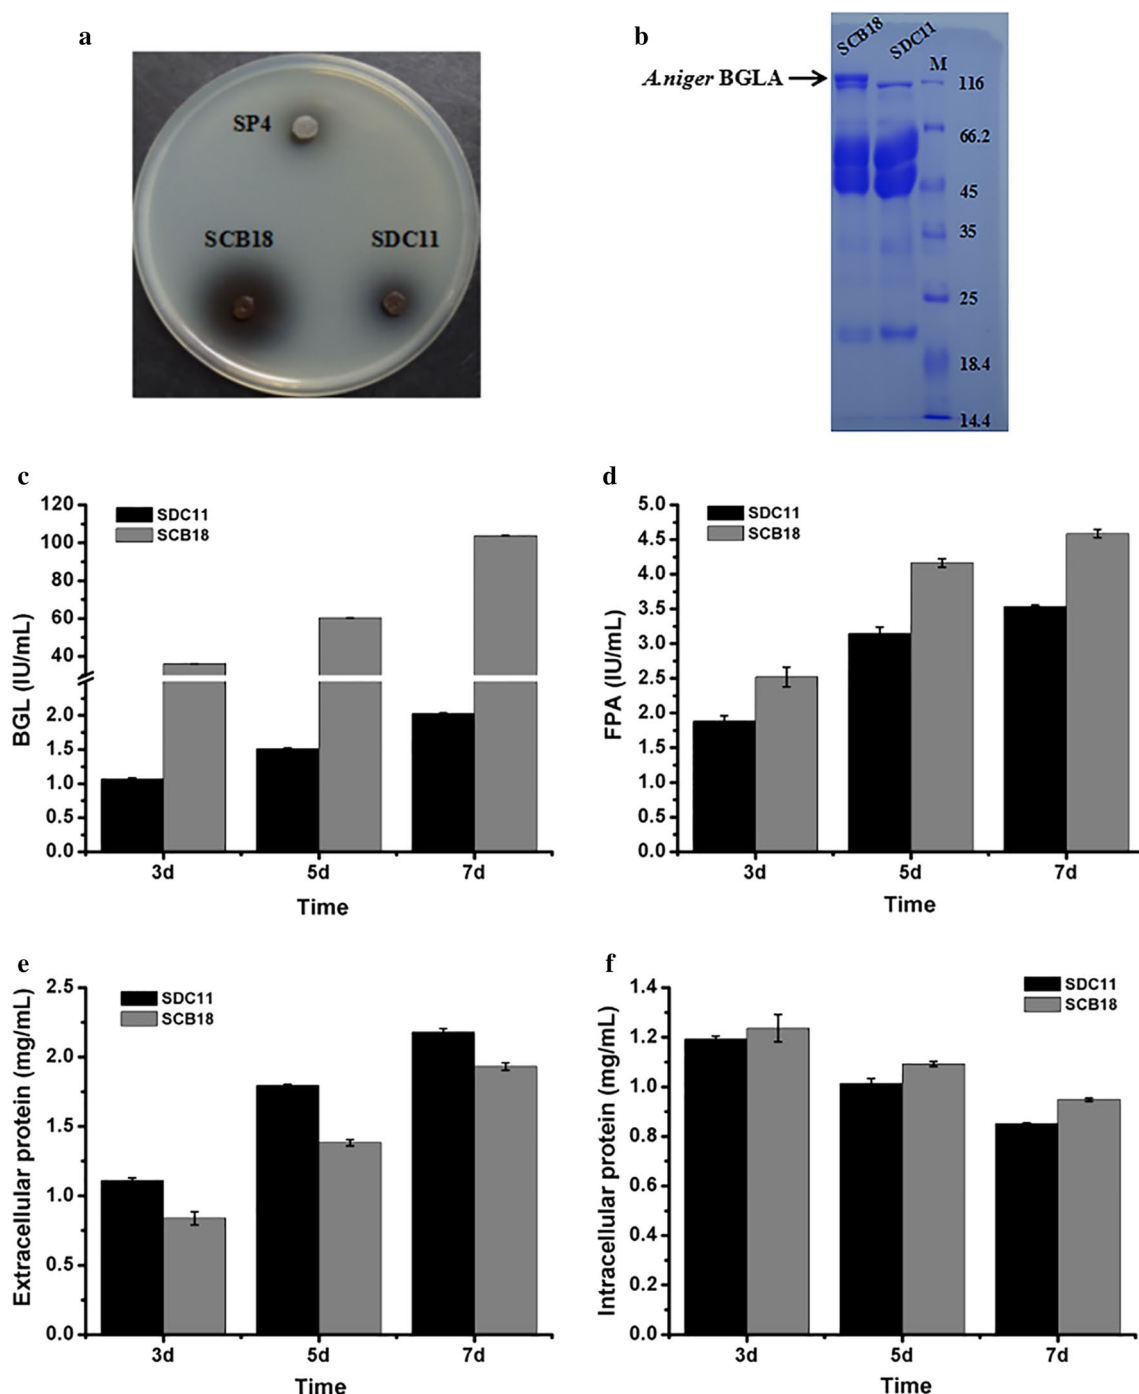 a
SP4
SCB18
SDC11
b
SCB18
SDC11
M
A.niger BGLA
116
66.2
45
35
25
18.4
14.4
c
SDC11
SCB18
BGL (IU/mL)
120
100
80
60
40
2.0
1.5
1.0
0.5
0.0
3d
5d
7d
Time
d
SDC11
SCB18
FPA (IU/mL)
5.0
4.5
4.0
3.5
3.0
2.5
2.0
1.5
1.0
0.5
0.0
3d
5d
7d
Time
e
SDC11
SCB18
Extracellular protein (mg/mL)
2.5
2.0
1.5
1.0
0.5
0.0
3d
5d
7d
Time
f
SDC11
SCB18
Intracellular protein (mg/mL)
1.4
1.2
1.0
0.8
0.6
0.4
0.2
0.0
3d
5d
7d
Time